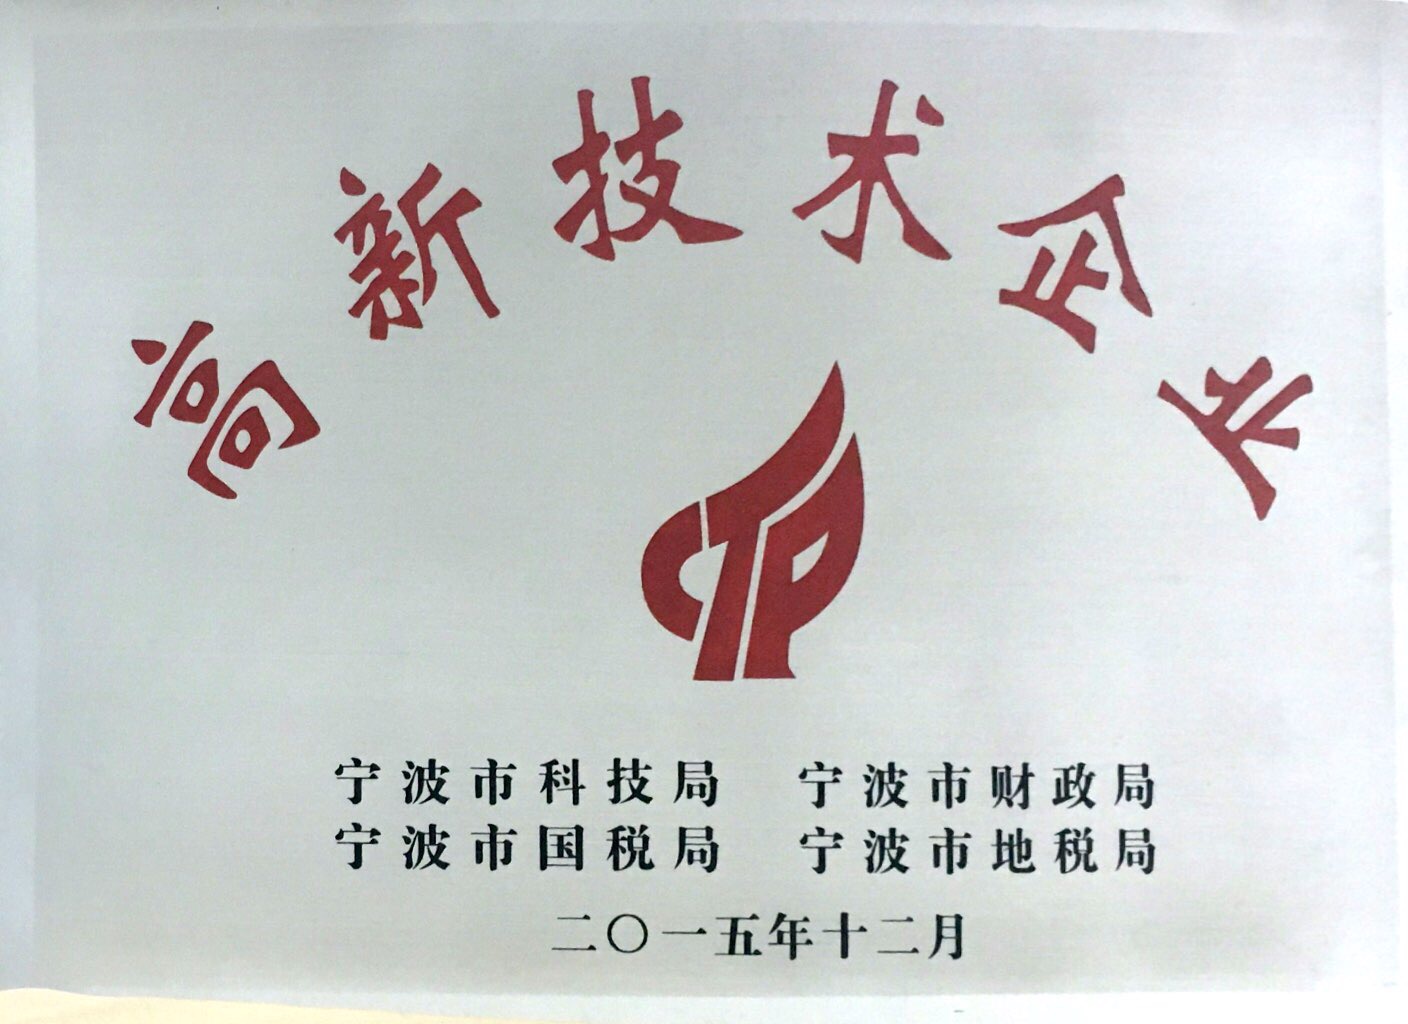 高新技术企业
宁波市科技局 宁波市财政局
宁波市国税局 宁波市地税局
二〇一五年十二月